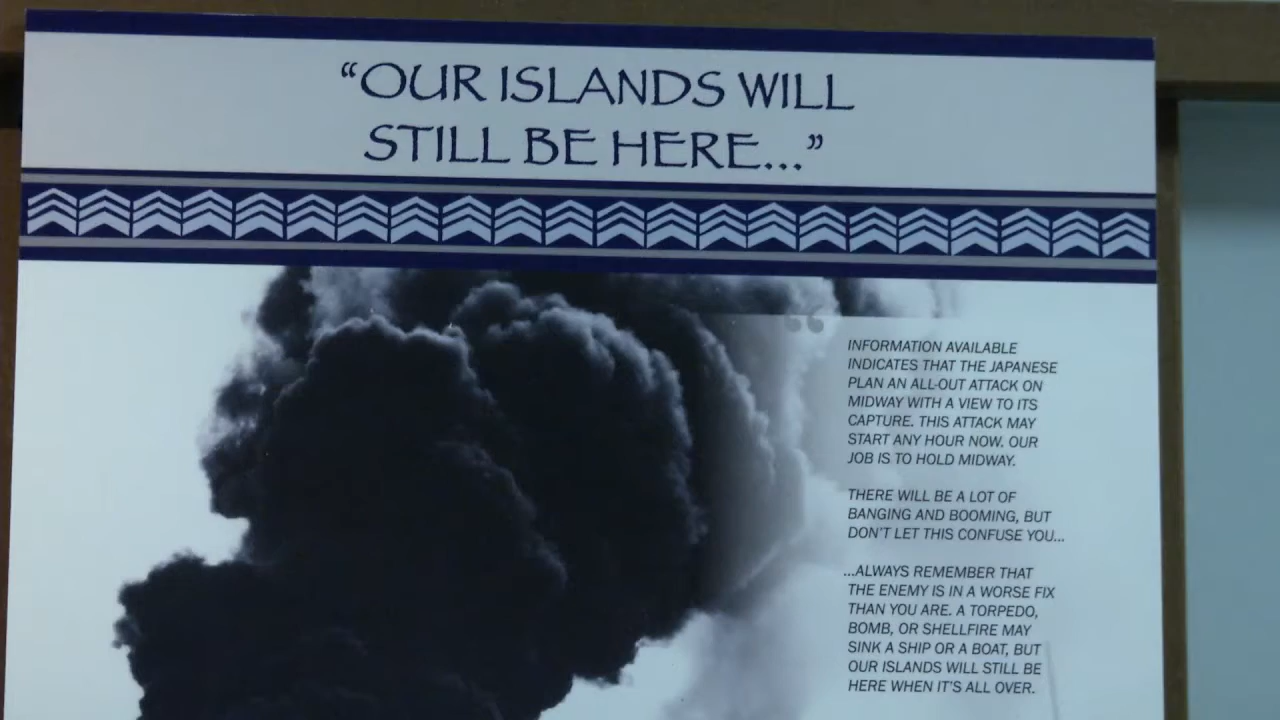 “OUR ISLANDS WILL
STILL BE HERE...”
“
INFORMATION AVAILABLE
INDICATES THAT THE JAPANESE
PLAN AN ALL-OUT ATTACK ON
MIDWAY WITH A VIEW TO ITS
CAPTURE. THIS ATTACK MAY
START ANY HOUR NOW. OUR
JOB IS TO HOLD MIDWAY.
THERE WILL BE A LOT OF
BANGING AND BOOMING, BUT
DON’T LET THIS CONFUSE YOU...
...ALWAYS REMEMBER THAT
THE ENEMY IS IN A WORSE FIX
THAN YOU ARE. A TORPEDO,
BOMB, OR SHELLFIRE MAY
SINK A SHIP OR A BOAT, BUT
OUR ISLANDS WILL STILL BE
HERE WHEN IT’S ALL OVER.